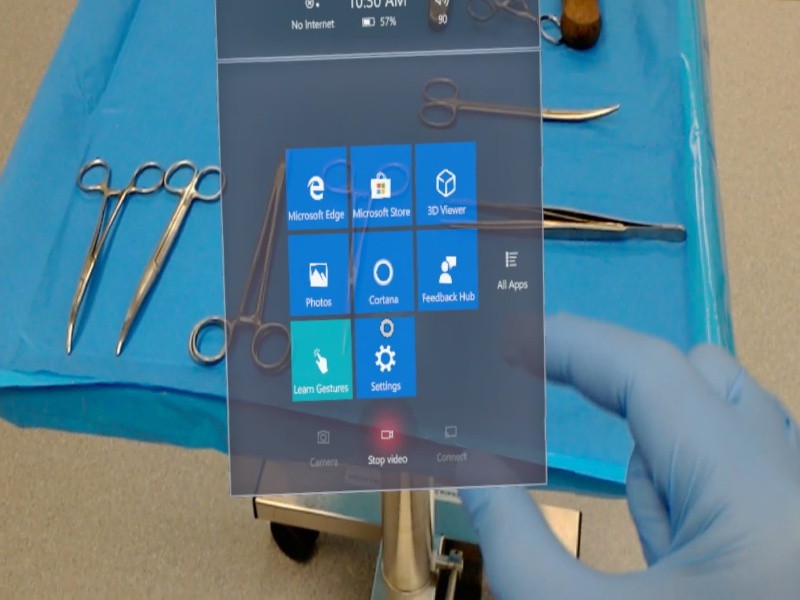 10:30 AM
No Internet
57%
90
Microsoft Edge
Microsoft Store
3D Viewer
Photos
Cortana
Feedback Hub
All Apps
Learn Gestures
Settings
Camera
Stop video
Connect